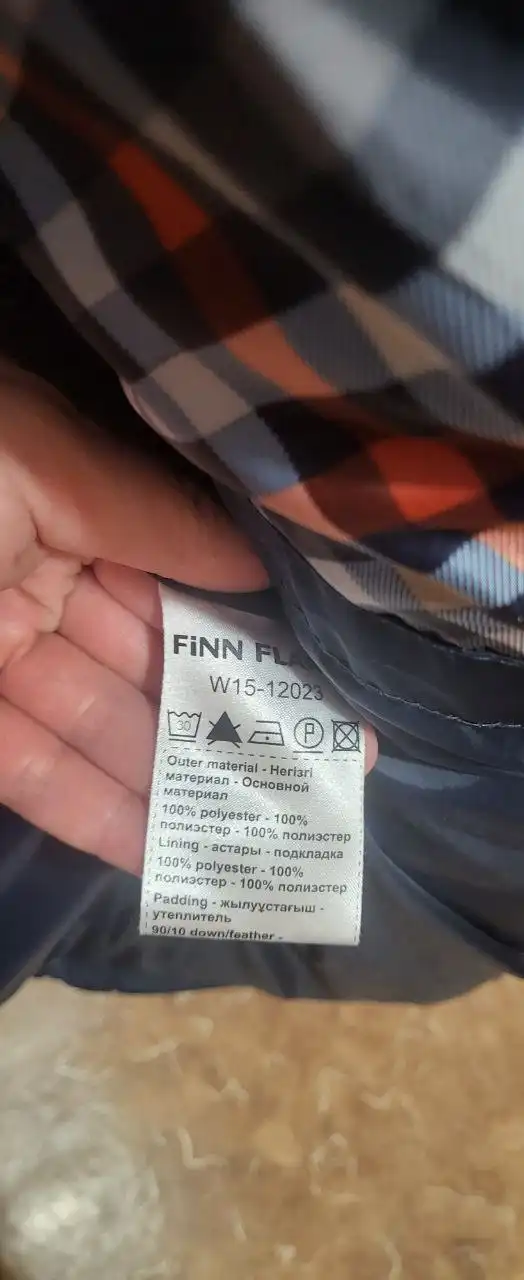 FiNN FLA
W15-12023
30
P
Outer material - Негізгі
материал - Основной
материал
100% polyester - 100%
полиэстер - 100% полиэстер
Lining - астары - подкладка
100% polyester - 100%
полиэстер - 100% полиэстер
Padding - жылұұстағыш -
утеплитель
90/10 down/feather -